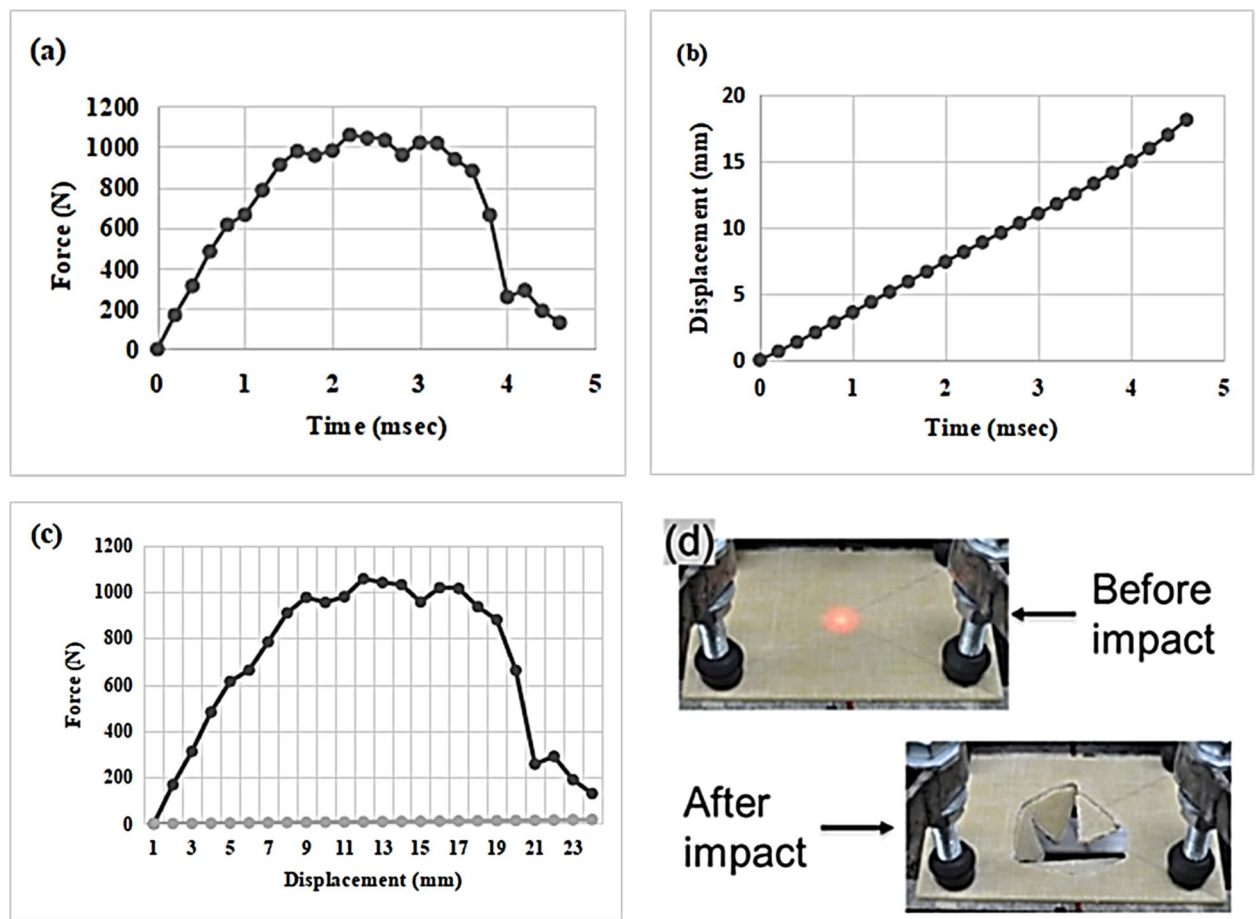 (a)
1200
1000
800
600
400
200
0
Force (N)
0 1 2 3 4 5
Time (msec)
(b)
20
15
10
5
0
Displacement (mm)
0 1 2 3 4 5
Time (msec)
(c)
1200
1000
800
600
400
200
0
Force (N)
1 3 5 7 9 11 13 15 17 19 21 23
Displacement (mm)
(d)
Before
impact
After
impact